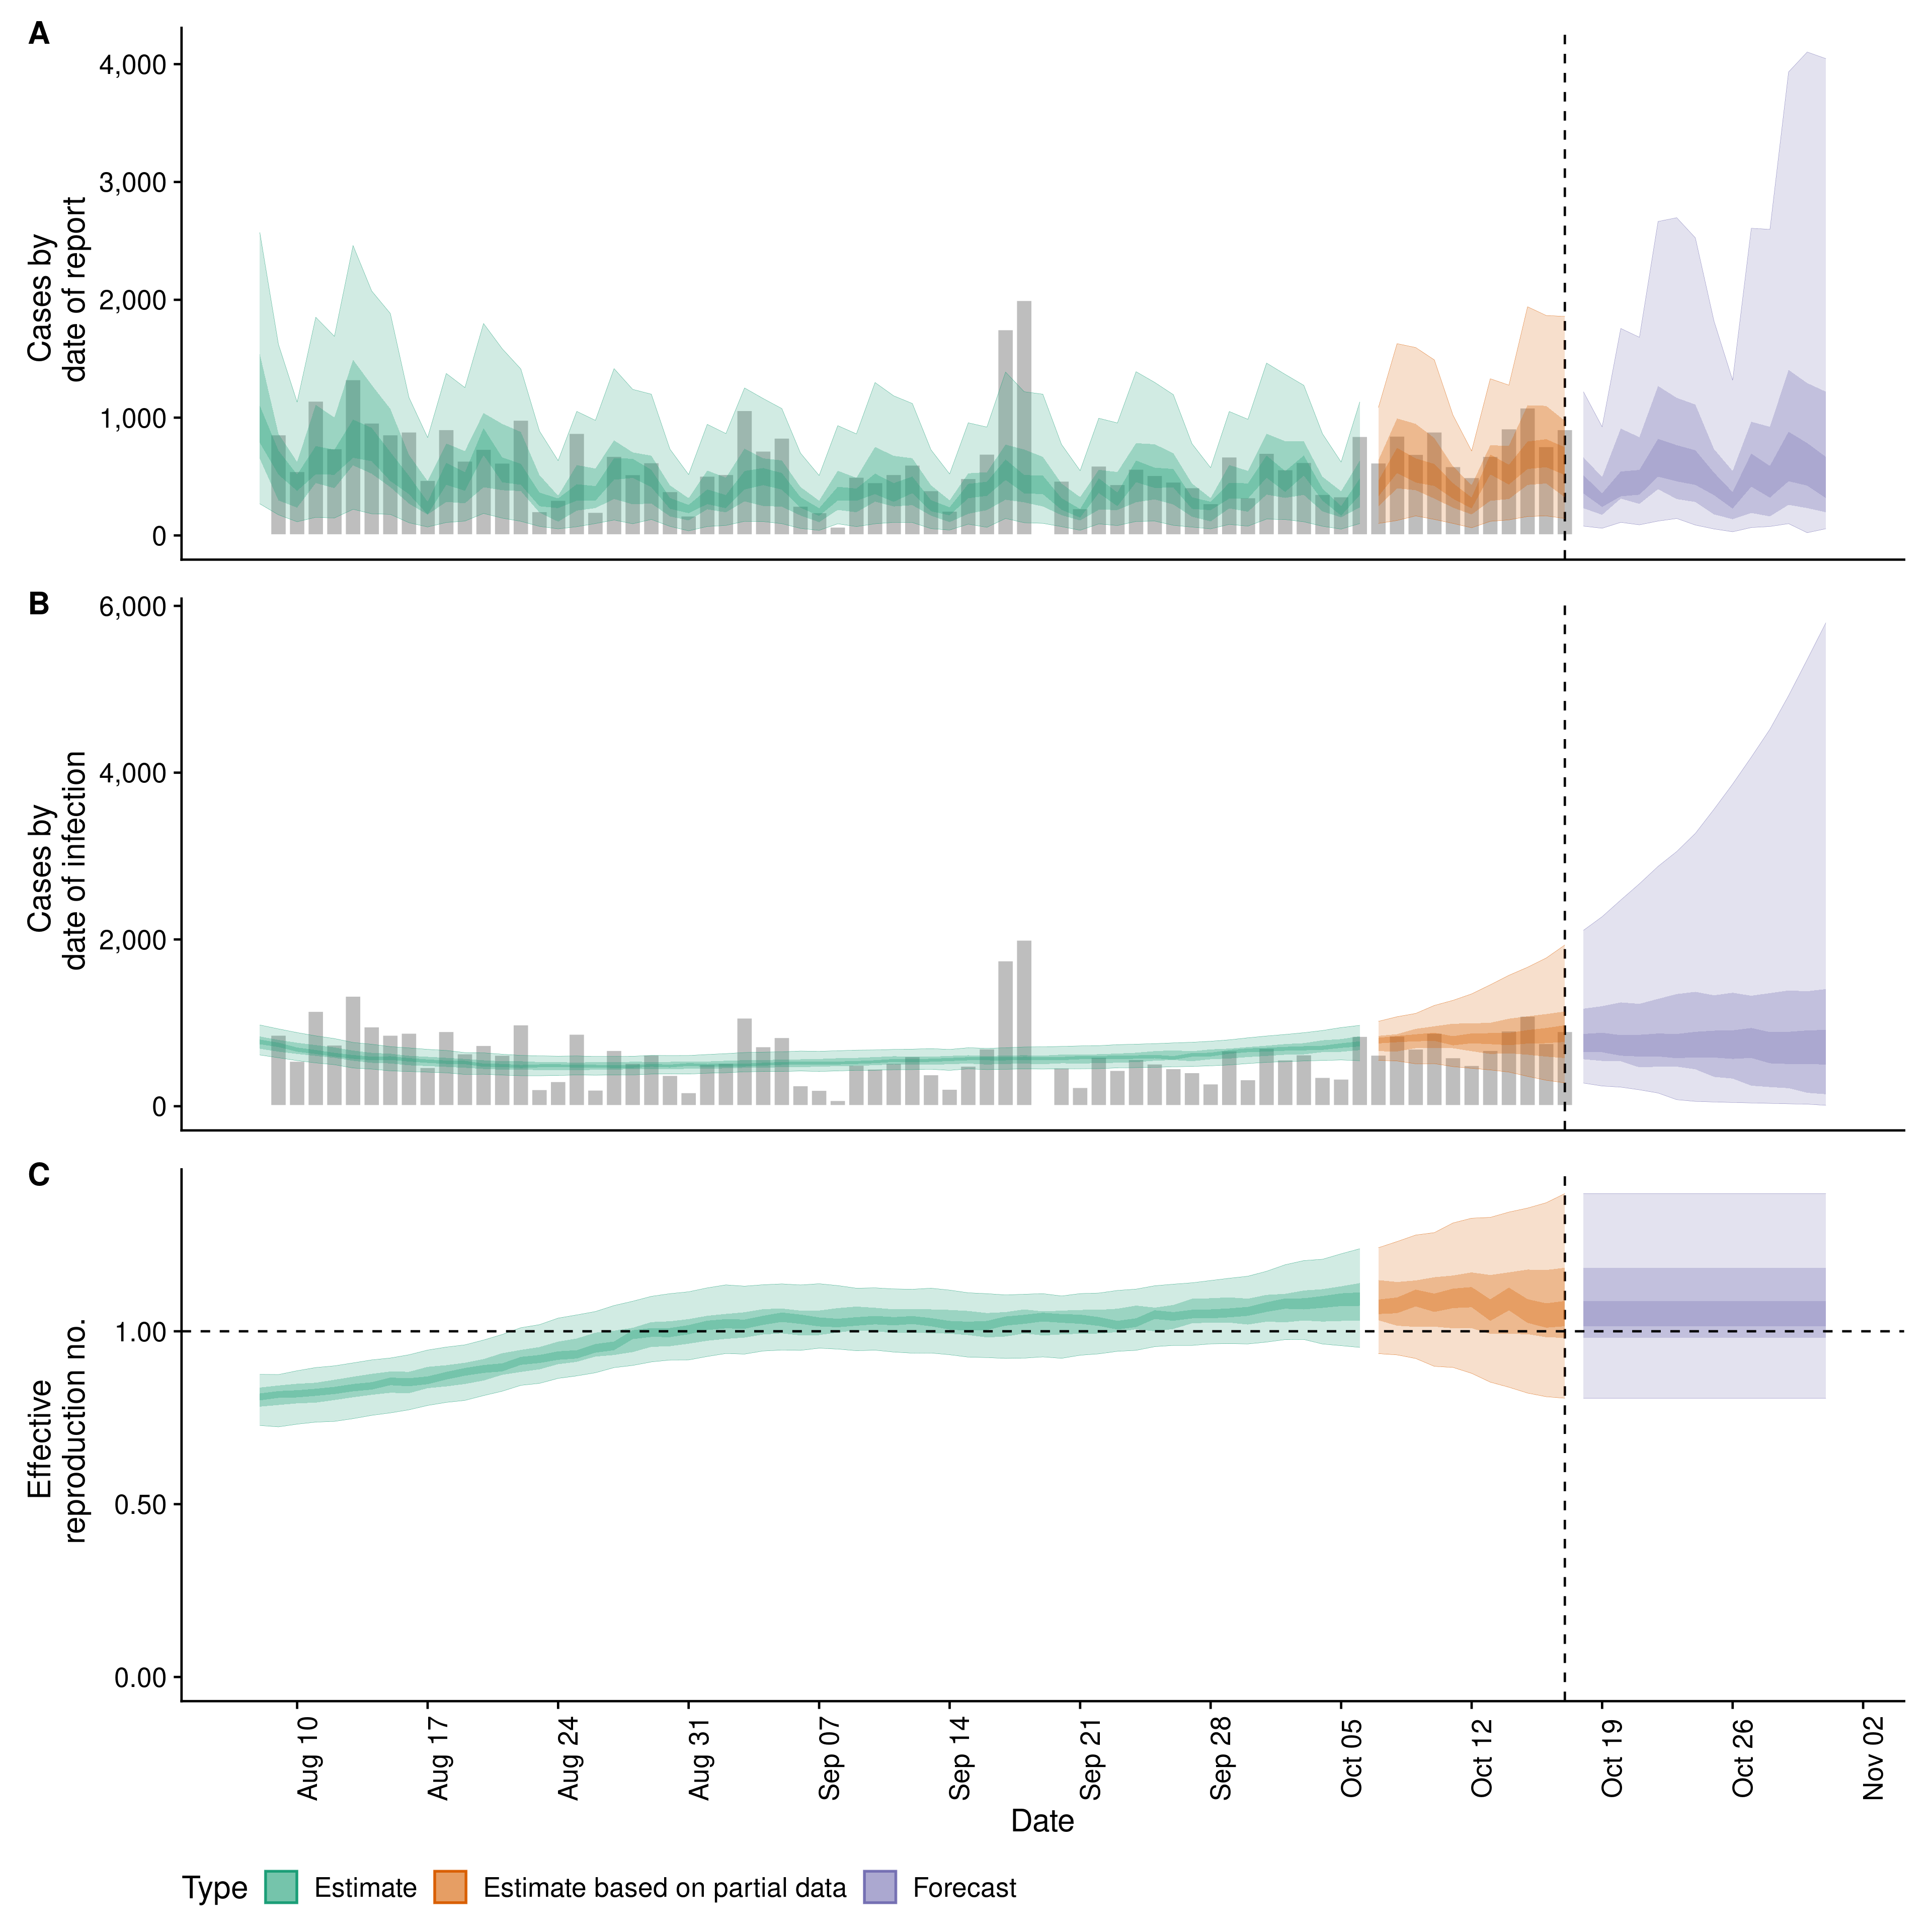 A
4,000
3,000
2,000
1,000
0
Cases by
date of report
B
6,000
4,000
2,000
0
Cases by
date of infection
C
1.00
0.50
0.00
Effective
reproduction no.
Aug 10
Aug 17
Aug 24
Aug 31
Sep 07
Sep 14
Sep 21
Sep 28
Oct 05
Oct 12
Oct 19
Oct 26
Nov 02
Date
Type Estimate Estimate based on partial data Forecast